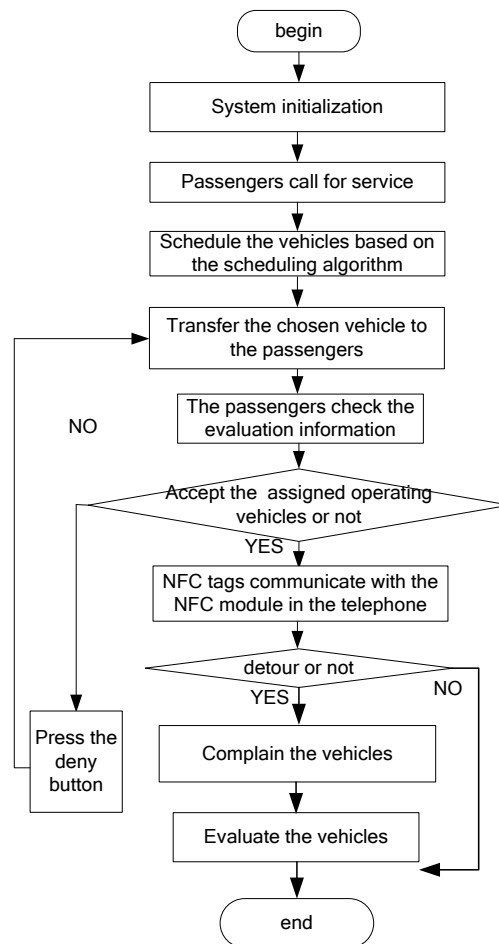 begin
System initialization
Passengers call for service
Schedule the vehicles based on
the scheduling algorithm
Transfer the chosen vehicle to
the passengers
The passengers check the
evaluation information
NO
Accept the assigned operating
vehicles or not
YES
NFC tags communicate with the
NFC module in the telephone
detour or not
YES
NO
Press the
deny
button
Complain the vehicles
Evaluate the vehicles
end